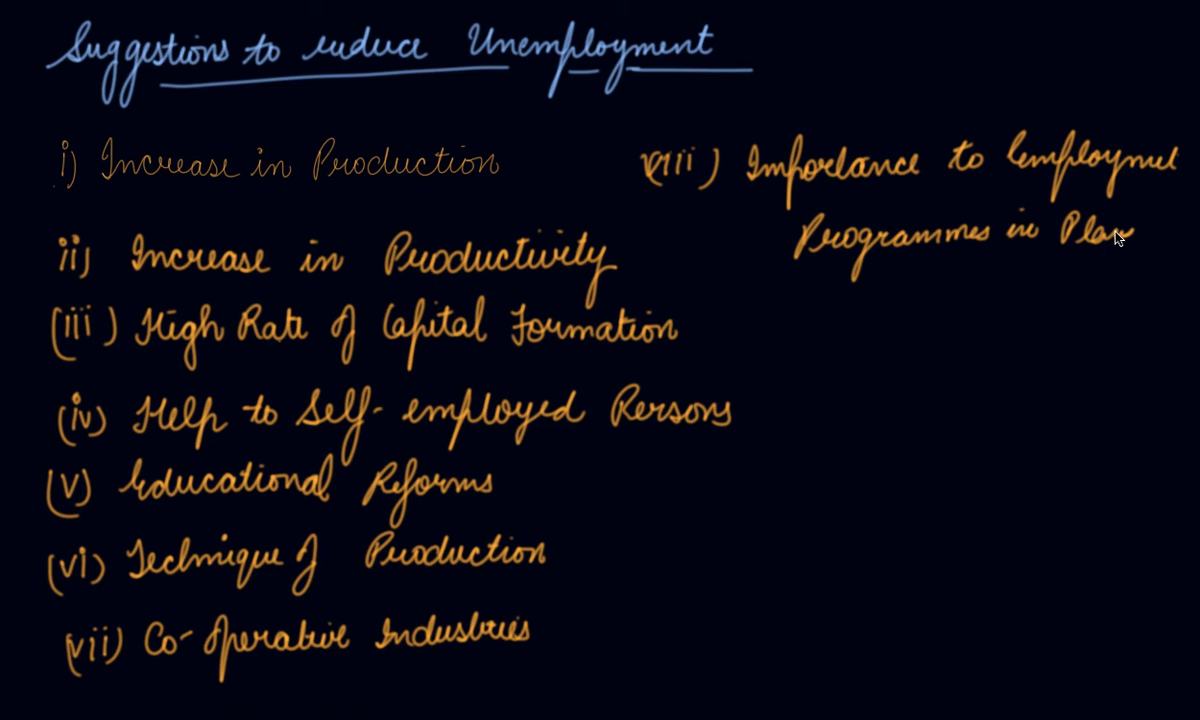 Suggestions to reduce Unemployment
i) Increase in Production
ii) Increase in Productivity
(iii) High Rate of Capital Formation
(iv) Help to Self-employed Persons
(v) Educational Reforms
(vi) Technique of Production
(vii) Co-operative Industries
viii) Importance to Employment
Programmes in Plan